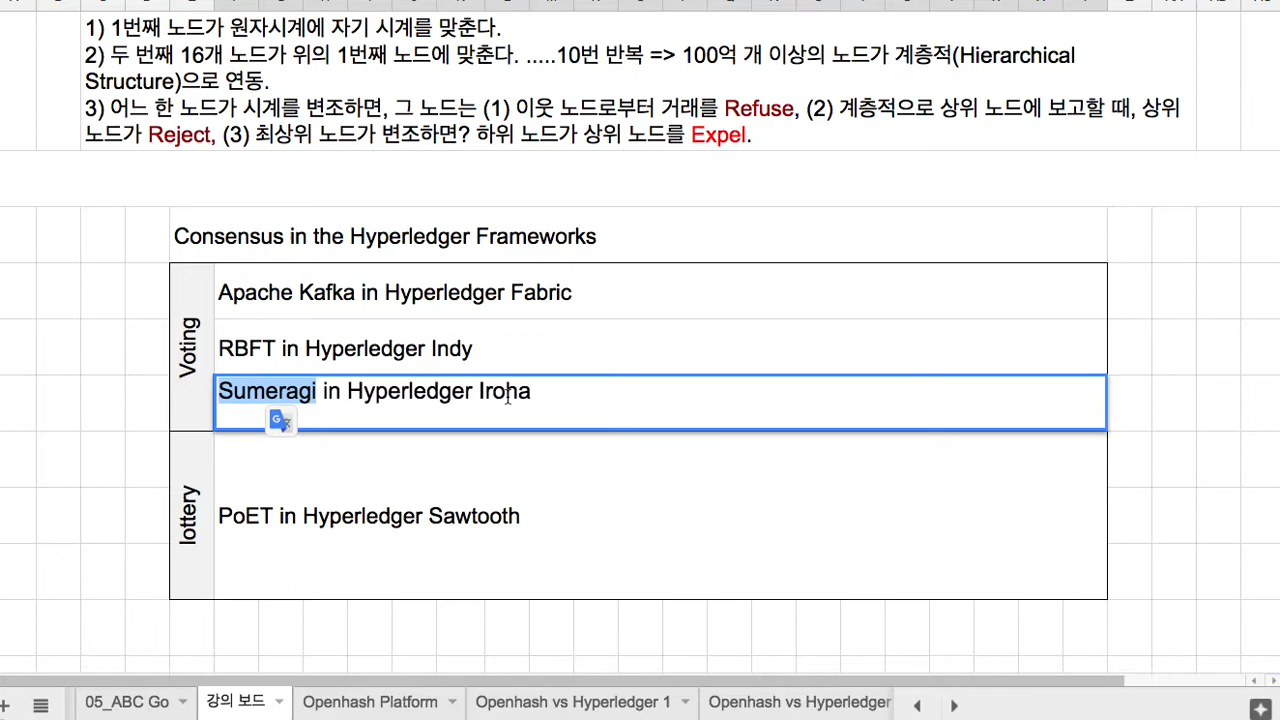 1) 1번째 노드가 원자시계에 자기 시계를 맞춘다.
2) 두 번째 16개 노드가 위의 1번째 노드에 맞춘다. .....10번 반복 => 100억 개 이상의 노드가 계층적(Hierarchical
Structure)으로 연동.
3) 어느 한 노드가 시계를 변조하면, 그 노드는 (1) 이웃 노드로부터 거래를 Refuse, (2) 계층적으로 상위 노드에 보고할 때, 상위
노드가 Reject, (3) 최상위 노드가 변조하면? 하위 노드가 상위 노드를 Expel.
Consensus in the Hyperledger Frameworks
Voting
Apache Kafka in Hyperledger Fabric
RBFT in Hyperledger Indy
Sumeragi in Hyperledger Iroha
lottery
PoET in Hyperledger Sawtooth
05_ABC Go
강의 보드
Openhash Platform
Openhash vs Hyperledger 1
Openhash vs Hyperledger